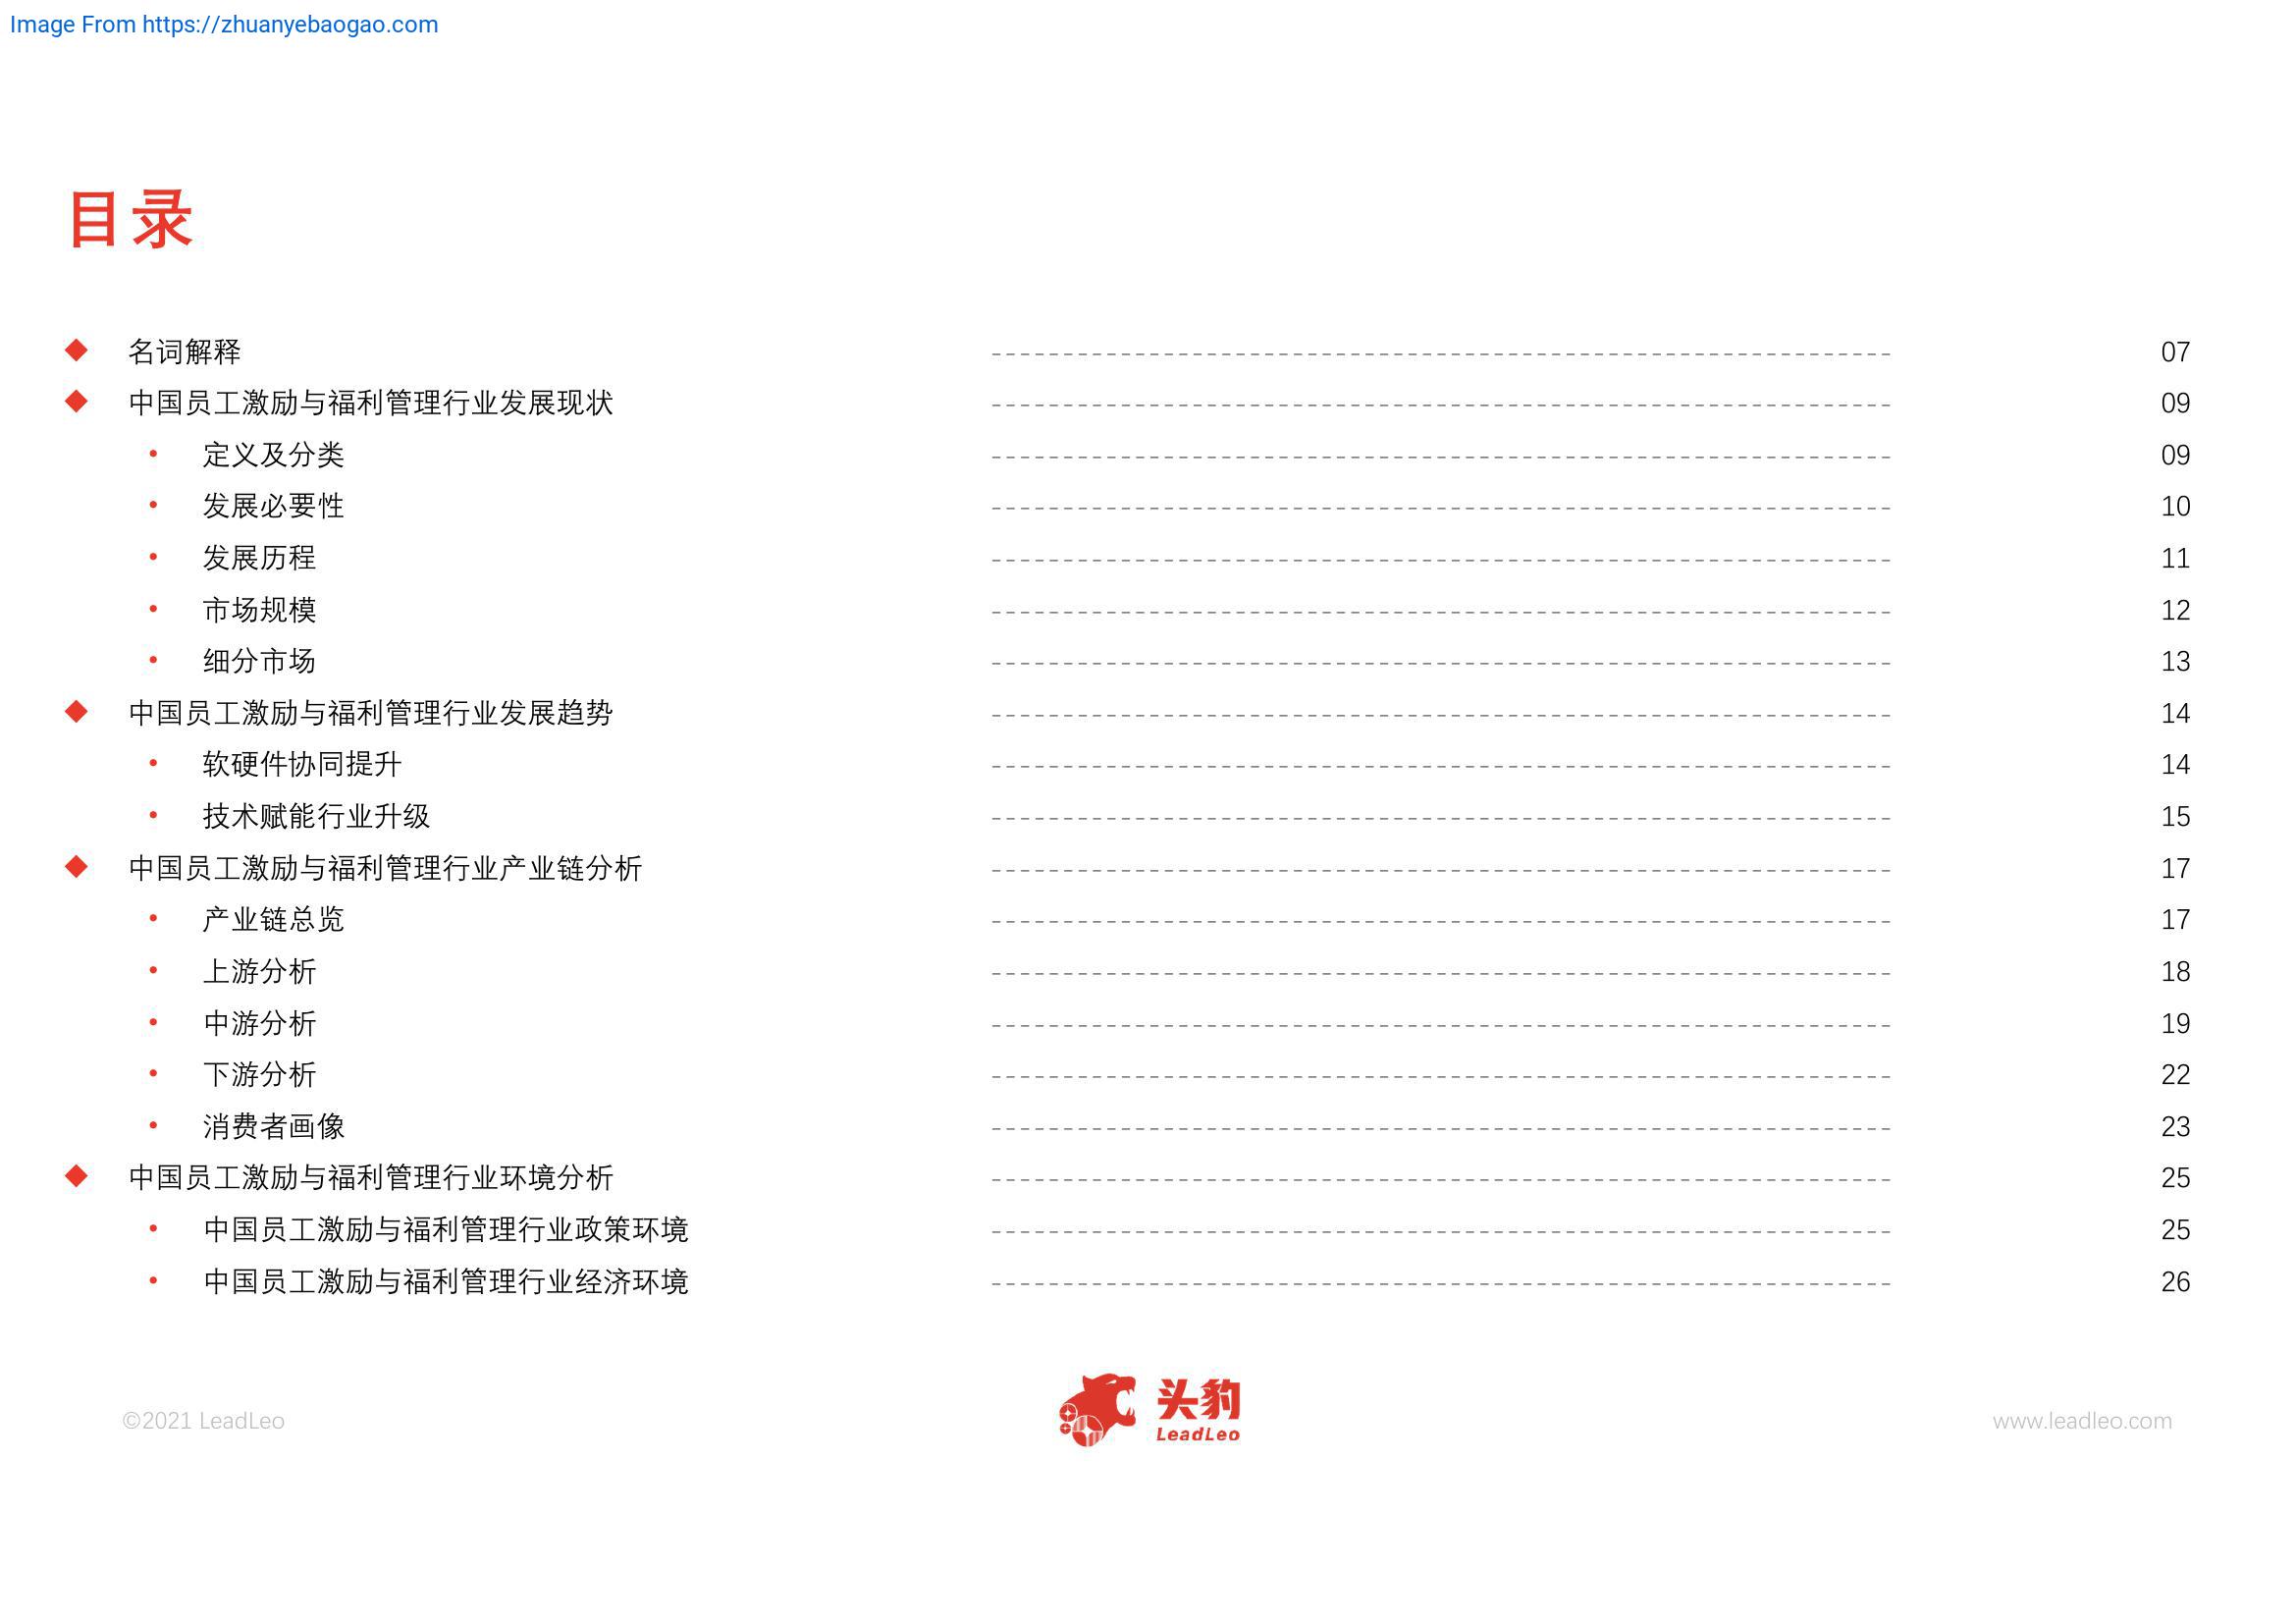 Image From https://zhuanyebaogao.com
目录
名词解释 07
中国员工激励与福利管理行业发展现状 09
定义及分类 09
发展必要性 10
发展历程 11
市场规模 12
细分市场 13
中国员工激励与福利管理行业发展趋势 14
软硬件协同提升 14
技术赋能行业升级 15
中国员工激励与福利管理行业产业链分析 17
产业链总览 17
上游分析 18
中游分析 19
下游分析 22
消费者画像 23
中国员工激励与福利管理行业环境分析 25
中国员工激励与福利管理行业政策环境 25
中国员工激励与福利管理行业经济环境 26
头豹
LeadLeo
©2021 LeadLeo
www.leadleo.com